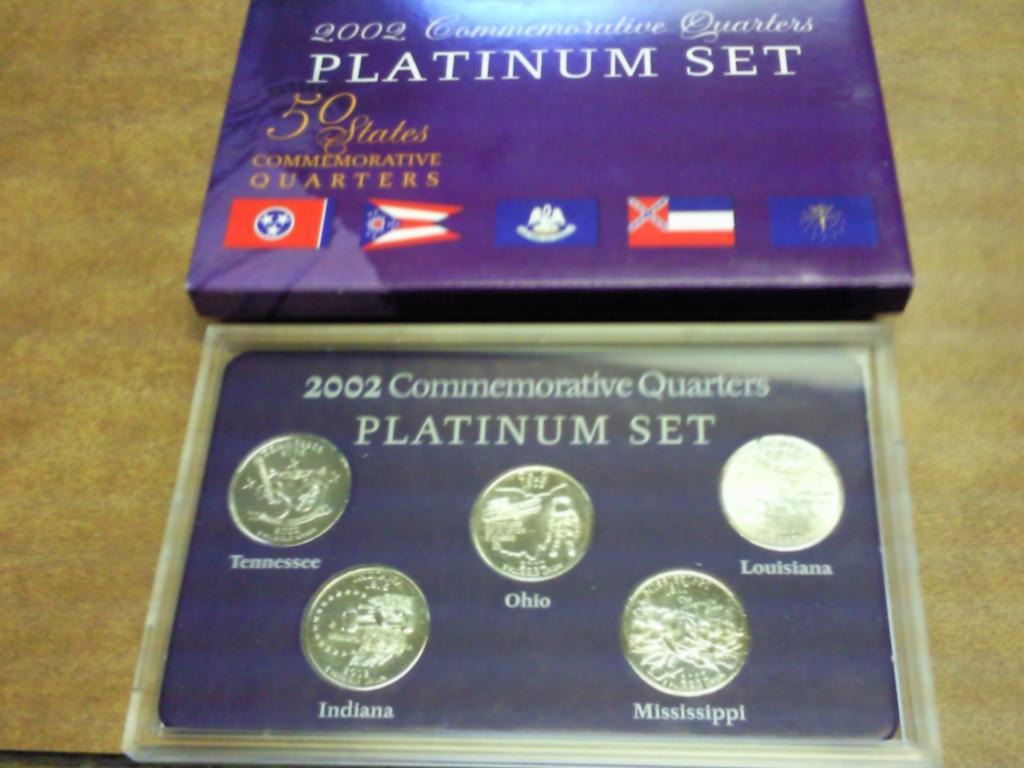 2002 Commemorative Quarters
PLATINUM SET
50
States
COMMEMORATIVE
QUARTERS
2002 Commemorative Quarters
PLATINUM SET
Tennessee
Ohio
Louisiana
Indiana
Mississippi